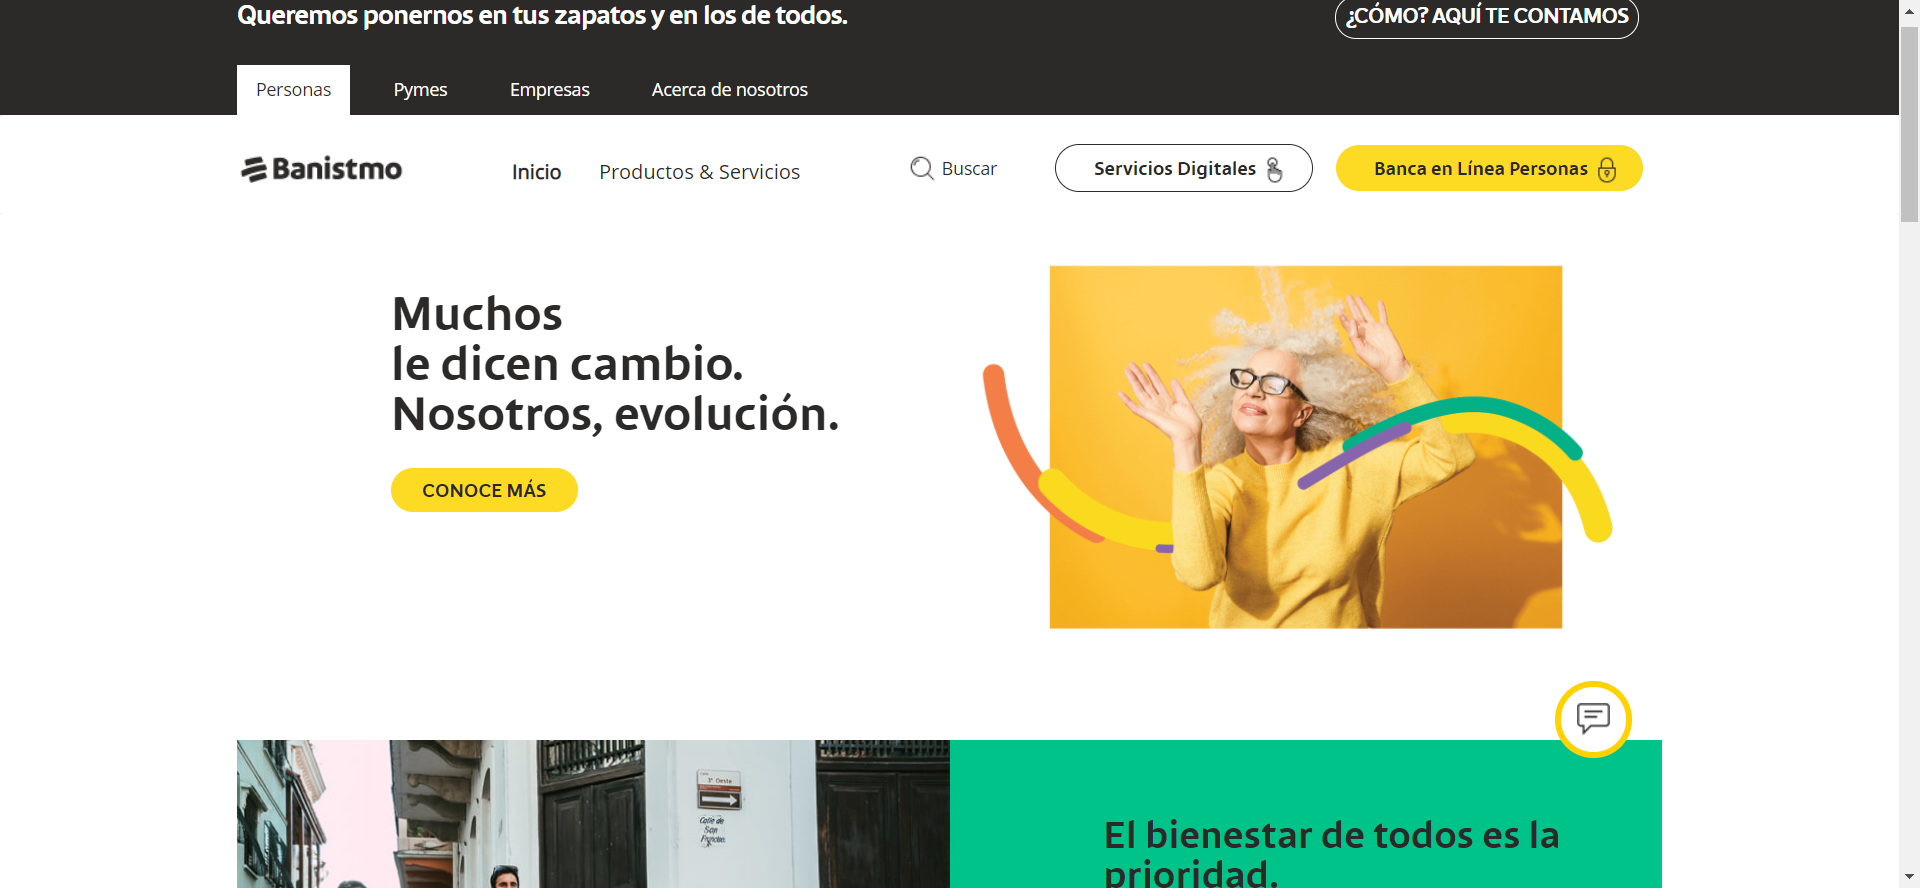 Queremos ponernos en tus zapatos y en los de todos.
¿CÓMO? AQUÍ TE CONTAMOS
Personas
Pymes
Empresas
Acerca de nosotros
Banistmo
Inicio
Productos & Servicios
Buscar
Servicios Digitales
Banca en Línea Personas
Muchos
le dicen cambio.
Nosotros, evolución.
CONOCE MÁS
3ª Oeste
Calle de
San
El bienestar de todos es la
prioridad.